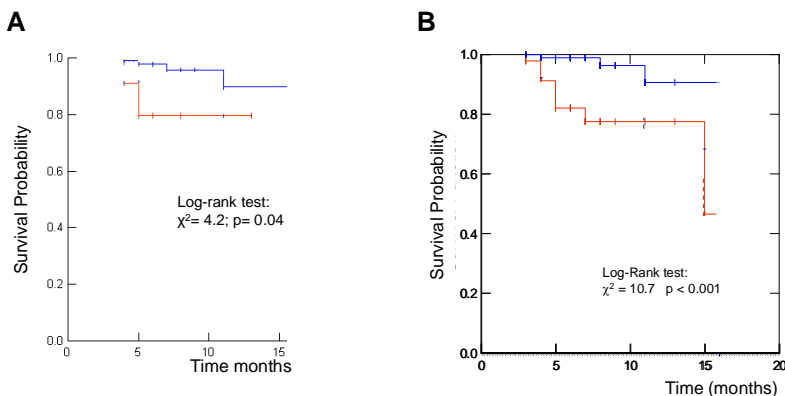 A
Survival Probability
1.0
0.8
0.6
0.4
0.2
0.0
Log-rank test:
χ²= 4.2; p= 0.04
0
5
10
15
Time months
B
Survival Probability
1.0
0.8
0.6
0.4
0.2
0.0
Log-Rank test:
χ² = 10.7 p < 0.001
0
5
10
15
20
Time (months)